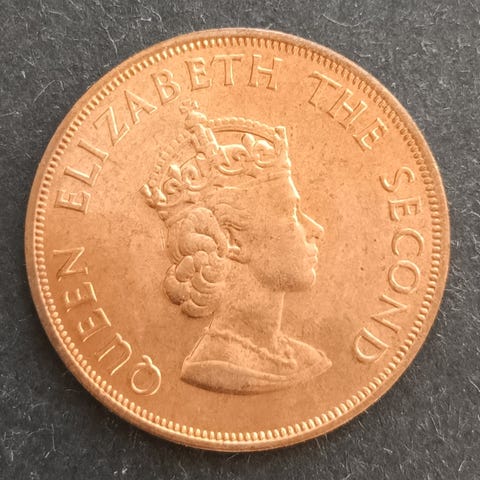 QUEEN ELIZABETH THE SECOND